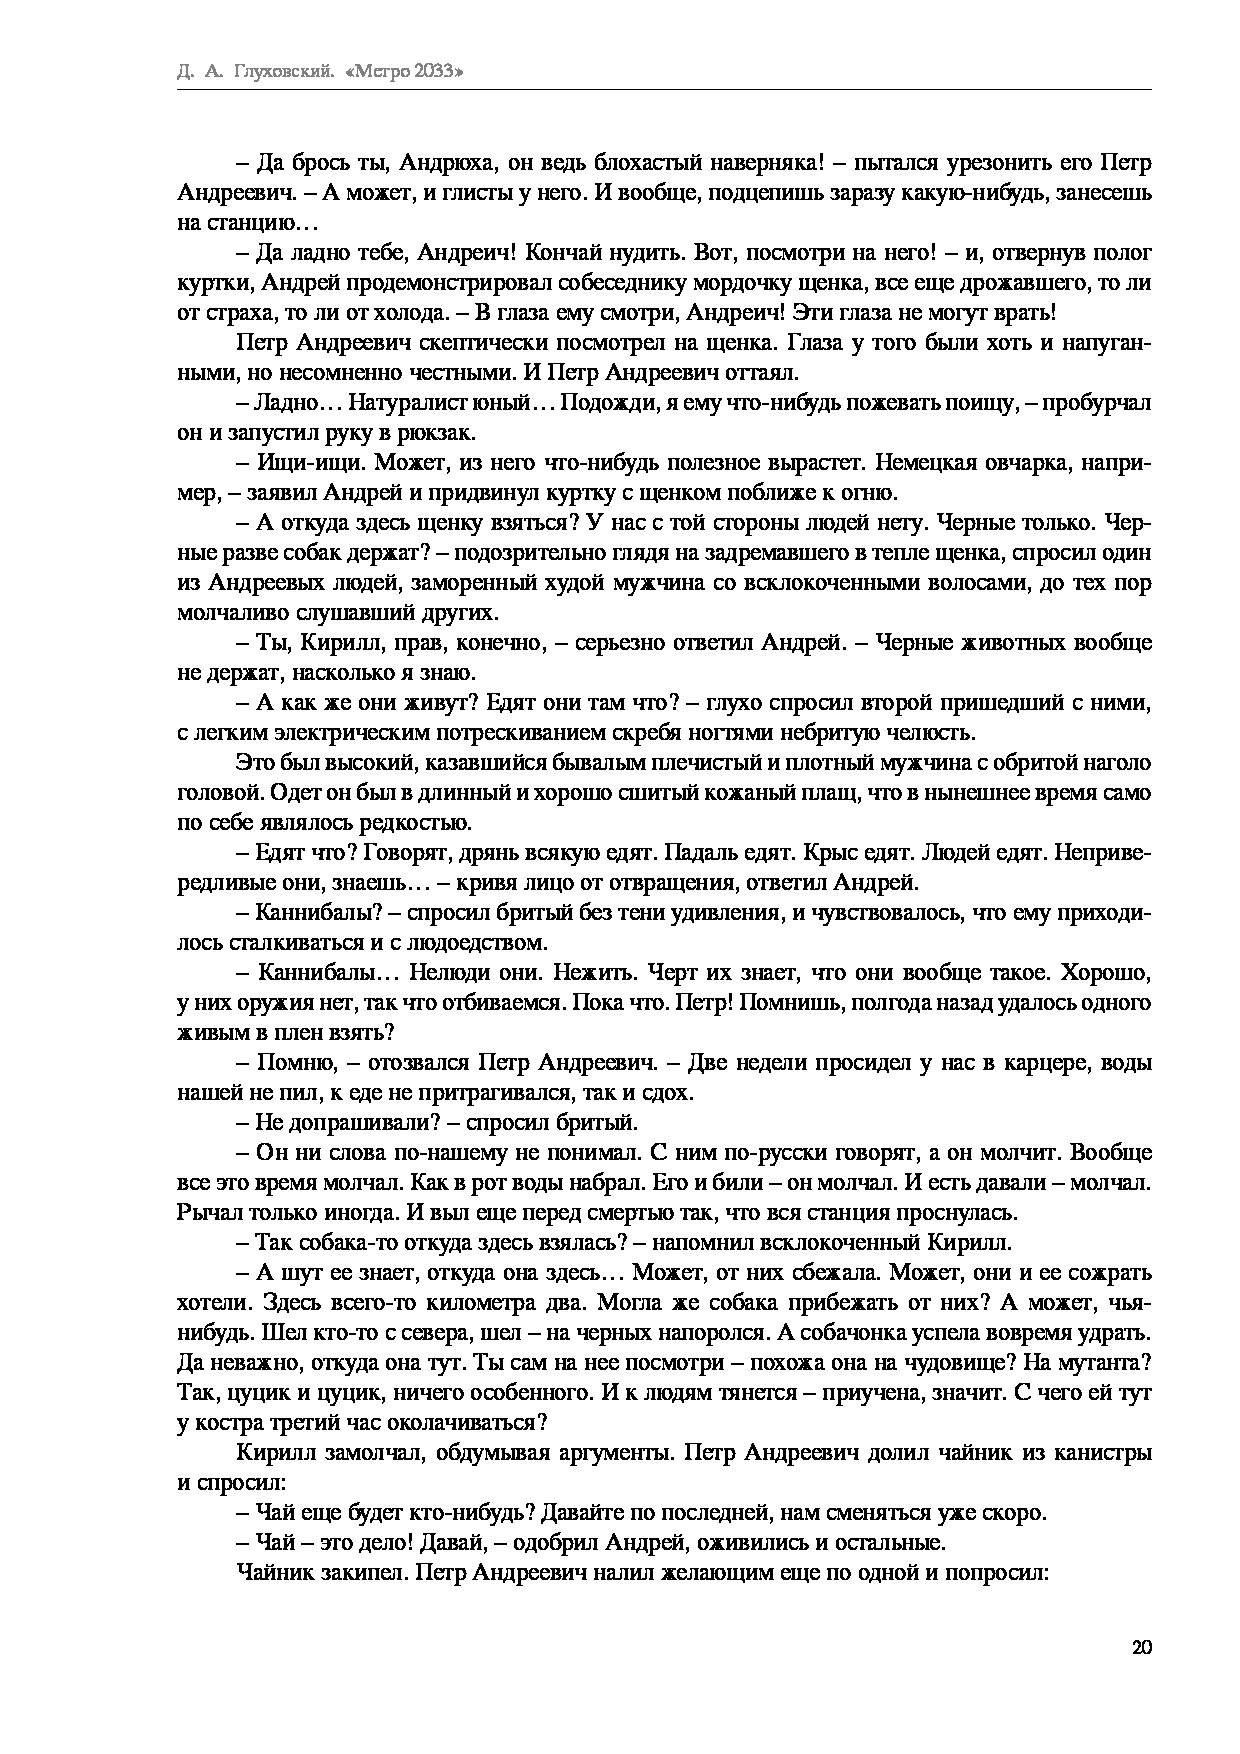 Д. А. Глуховский. «Метро 2033»
– Да брось ты, Андрюха, он ведь блохастый наверняка! – пытался урезонить его Петр
Андреевич. – А может, и глисты у него. И вообще, подцепишь заразу какую-нибудь, занесешь
на станцию…
– Да ладно тебе, Андреич! Кончай нудить. Вот, посмотри на него! – и, отвернув полог
куртки, Андрей продемонстрировал собеседнику мордочку щенка, все еще дрожавшего, то ли
от страха, то ли от холода. – В глаза ему смотри, Андреич! Эти глаза не могут врать!
Петр Андреевич скептически посмотрел на щенка. Глаза у того были хоть и напуган-
ными, но несомненно честными. И Петр Андреевич оттаял.
– Ладно… Натуралист юный… Подожди, я ему что-нибудь пожевать поищу, – пробурчал
он и запустил руку в рюкзак.
– Ищи-ищи. Может, из него что-нибудь полезное вырастет. Немецкая овчарка, напри-
мер, – заявил Андрей и придвинул куртку с щенком поближе к огню.
– А откуда здесь щенку взяться? У нас с той стороны людей нету. Черные только. Чер-
ные разве собак держат? – подозрительно глядя на задремавшего в тепле щенка, спросил один
из Андреевых людей, заморенный худой мужчина со всклокоченными волосами, до тех пор
молчаливо слушавший других.
– Ты, Кирилл, прав, конечно, – серьезно ответил Андрей. – Черные животных вообще
не держат, насколько я знаю.
– А как же они живут? Едят они там что? – глухо спросил второй пришедший с ними,
с легким электрическим потрескиванием скребя ногтями небритую челюсть.
Это был высокий, казавшийся бывалым плечистый и плотный мужчина с обритой наголо
головой. Одет он был в длинный и хорошо сшитый кожаный плащ, что в нынешнее время само
по себе являлось редкостью.
– Едят что? Говорят, дрянь всякую едят. Падаль едят. Крыс едят. Людей едят. Неприве-
редливые они, знаешь… – кривя лицо от отвращения, ответил Андрей.
– Каннибалы? – спросил бритый без тени удивления, и чувствовалось, что ему приходи-
лось сталкиваться и с людоедством.
– Каннибалы… Нелюди они. Нежить. Черт их знает, что они вообще такое. Хорошо,
у них оружия нет, так что отбиваемся. Пока что. Петр! Помнишь, полгода назад удалось одного
живым в плен взять?
– Помню, – отозвался Петр Андреевич. – Две недели просидел у нас в карцере, воды
нашей не пил, к еде не притрагивался, так и сдох.
– Не допрашивали? – спросил бритый.
– Он ни слова по-нашему не понимал. С ним по-русски говорят, а он молчит. Вообще
все это время молчал. Как в рот воды набрал. Его и били – он молчал. И есть давали – молчал.
Рычал только иногда. И выл еще перед смертью так, что вся станция проснулась.
– Так собака-то откуда здесь взялась? – напомнил всклокоченный Кирилл.
– А шут ее знает, откуда она здесь… Может, от них сбежала. Может, они и ее сожрать
хотели. Здесь всего-то километра два. Могла же собака прибежать от них? А может, чья-
нибудь. Шел кто-то с севера, шел – на черных напоролся. А собачонка успела вовремя удрать.
Да неважно, откуда она тут. Ты сам на нее посмотри – похожа она на чудовище? На мутанта?
Так, цуцик и цуцик, ничего особенного. И к людям тянется – приучена, значит. С чего ей тут
у костра третий час околачиваться?
Кирилл замолчал, обдумывая аргументы. Петр Андреевич долил чайник из канистры
и спросил:
– Чай еще будет кто-нибудь? Давайте по последней, нам сменяться уже скоро.
– Чай – это дело! Давай, – одобрил Андрей, оживились и остальные.
Чайник закипел. Петр Андреевич налил желающим еще по одной и попросил:
20